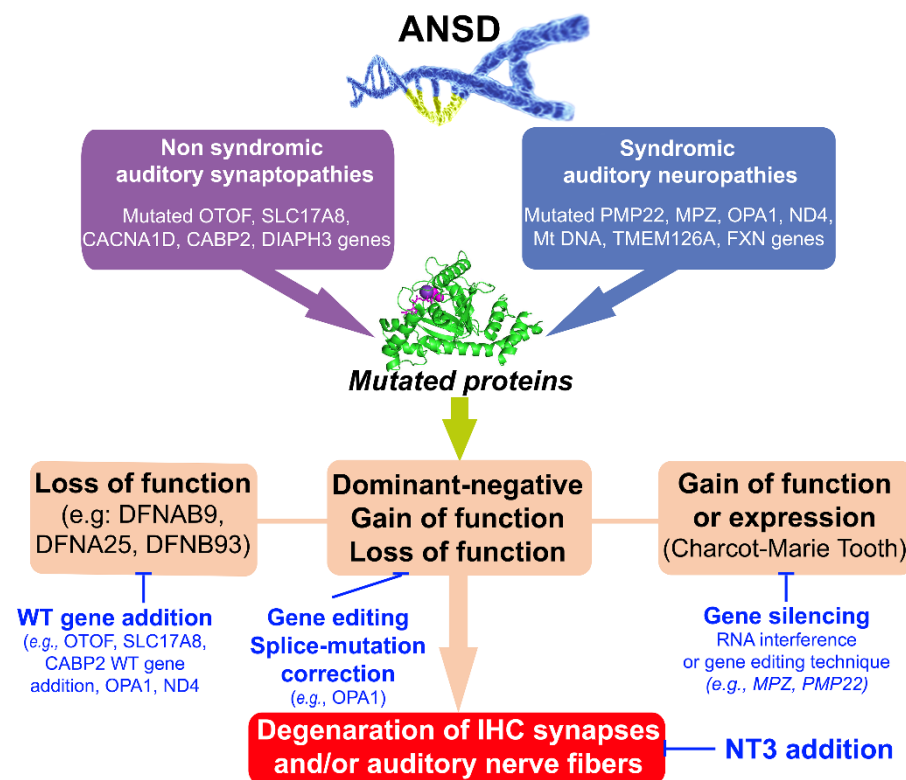 ANSD
Non syndromic
auditory synaptopathies
Mutated OTOF, SLC17A8,
CACNA1D, CABP2, DIAPH3 genes
Syndromic
auditory neuropathies
Mutated PMP22, MPZ, OPA1, ND4,
Mt DNA, TMEM126A, FXN genes
Mutated proteins
Loss of function
(e.g: DFNAB9,
DFNA25, DFNB93)
Dominant-negative
Gain of function
Loss of function
Gain of function
or expression
(Charcot-Marie Tooth)
WT gene addition
(e.g., OTOF, SLC17A8,
CABP2 WT gene
addition, OPA1, ND4
Gene editing
Splice-mutation
correction
(e.g., OPA1)
Gene silencing
RNA interference
or gene editing technique
(e.g., MPZ, PMP22)
Degenaration of IHC synapses
and/or auditory nerve fibers
NT3 addition